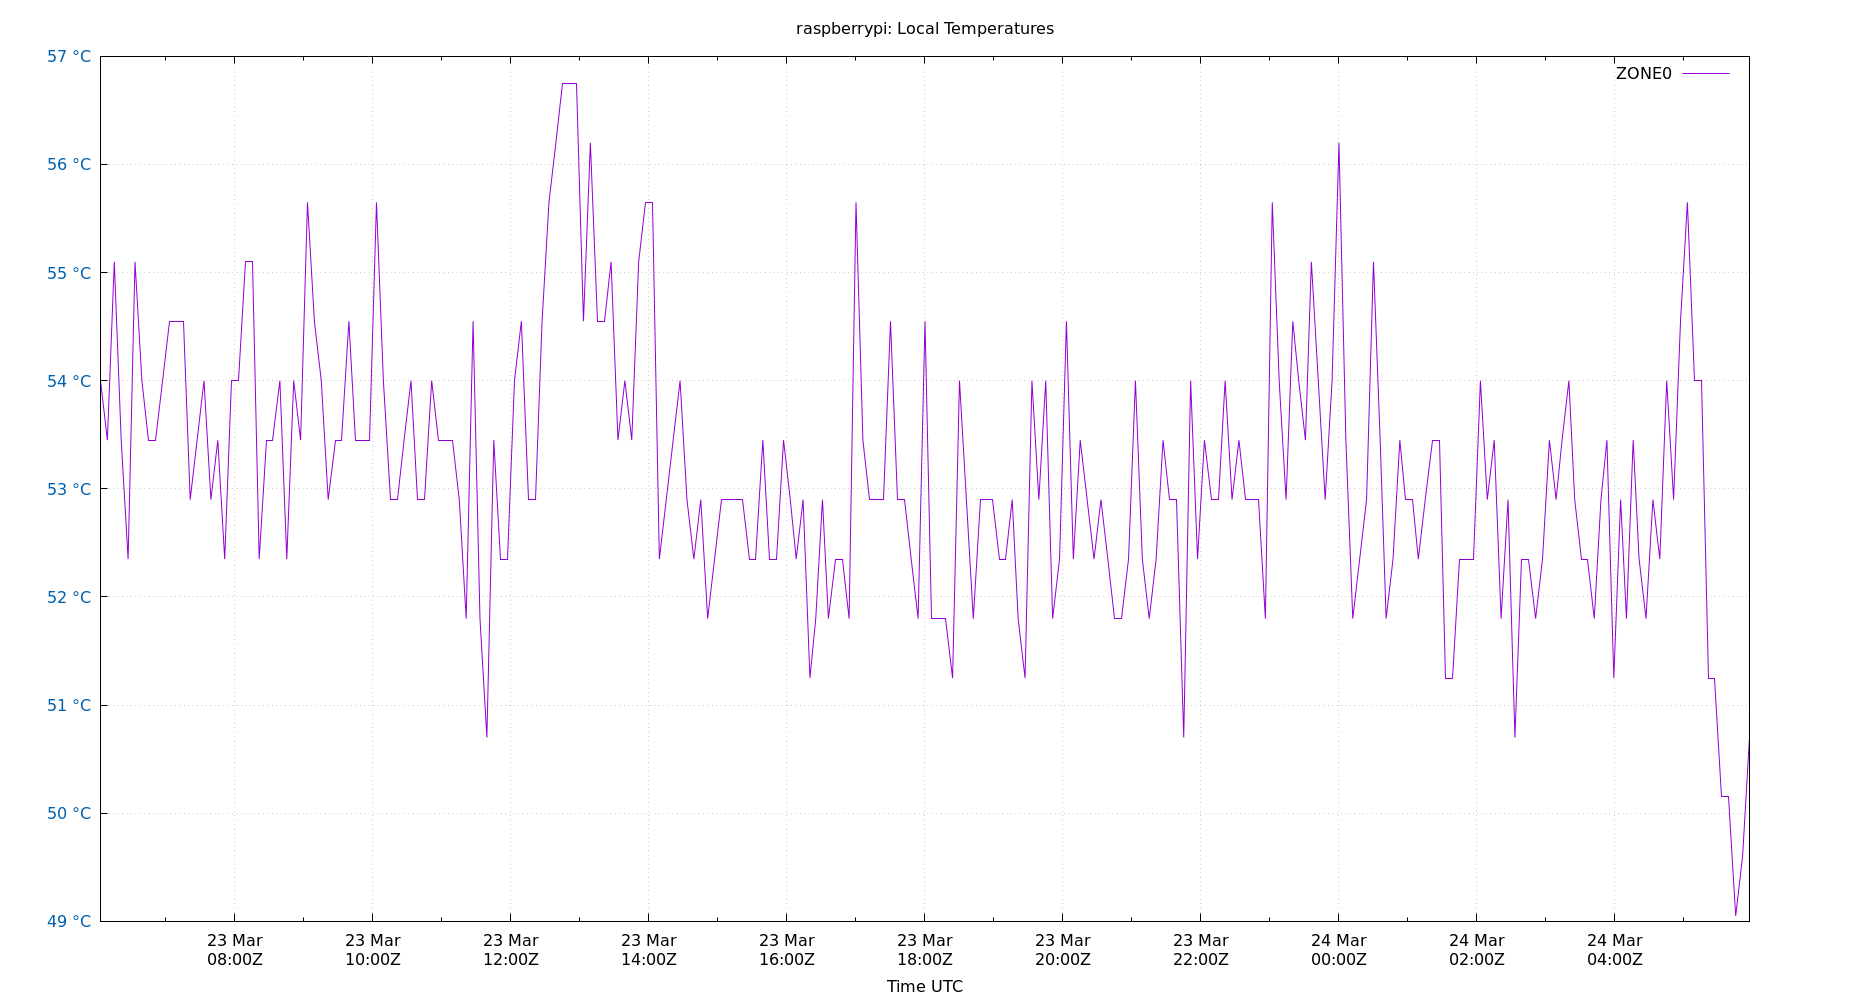 raspberrypi: Local Temperatures
57 °C
56 °C
55 °C
54 °C
53 °C
52 °C
51 °C
50 °C
49 °C
ZONE0
23 Mar 23 Mar 23 Mar 23 Mar 23 Mar 23 Mar 23 Mar 23 Mar 24 Mar 24 Mar 24 Mar
08:00Z 10:00Z 12:00Z 14:00Z 16:00Z 18:00Z 20:00Z 22:00Z 00:00Z 02:00Z 04:00Z
Time UTC